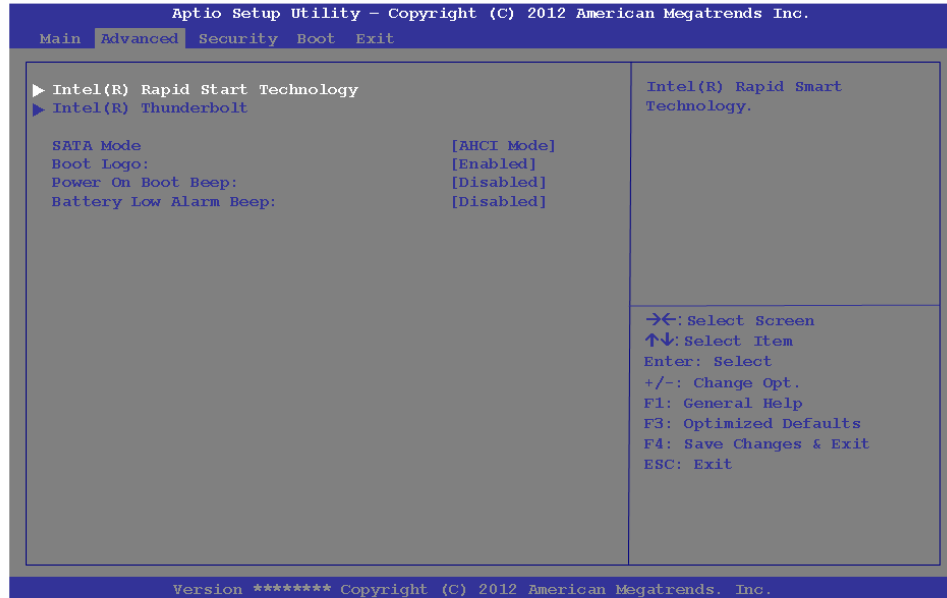 Aptio Setup Utility – Copyright (C) 2012 American Megatrends Inc.
Main Advanced Security Boot Exit
▶ Intel(R) Rapid Start Technology
▶ Intel(R) Thunderbolt
SATA Mode [AHCI Mode]
Boot Logo: [Enabled]
Power On Boot Beep: [Disabled]
Battery Low Alarm Beep: [Disabled]
Intel(R) Rapid Smart
Technology.
→←:Select Screen
↑↓:Select Item
Enter: Select
+/-: Change Opt.
F1: General Help
F3: Optimized Defaults
F4: Save Changes & Exit
ESC: Exit
Version ******** Copyright (C) 2012 American Megatrends. Inc.